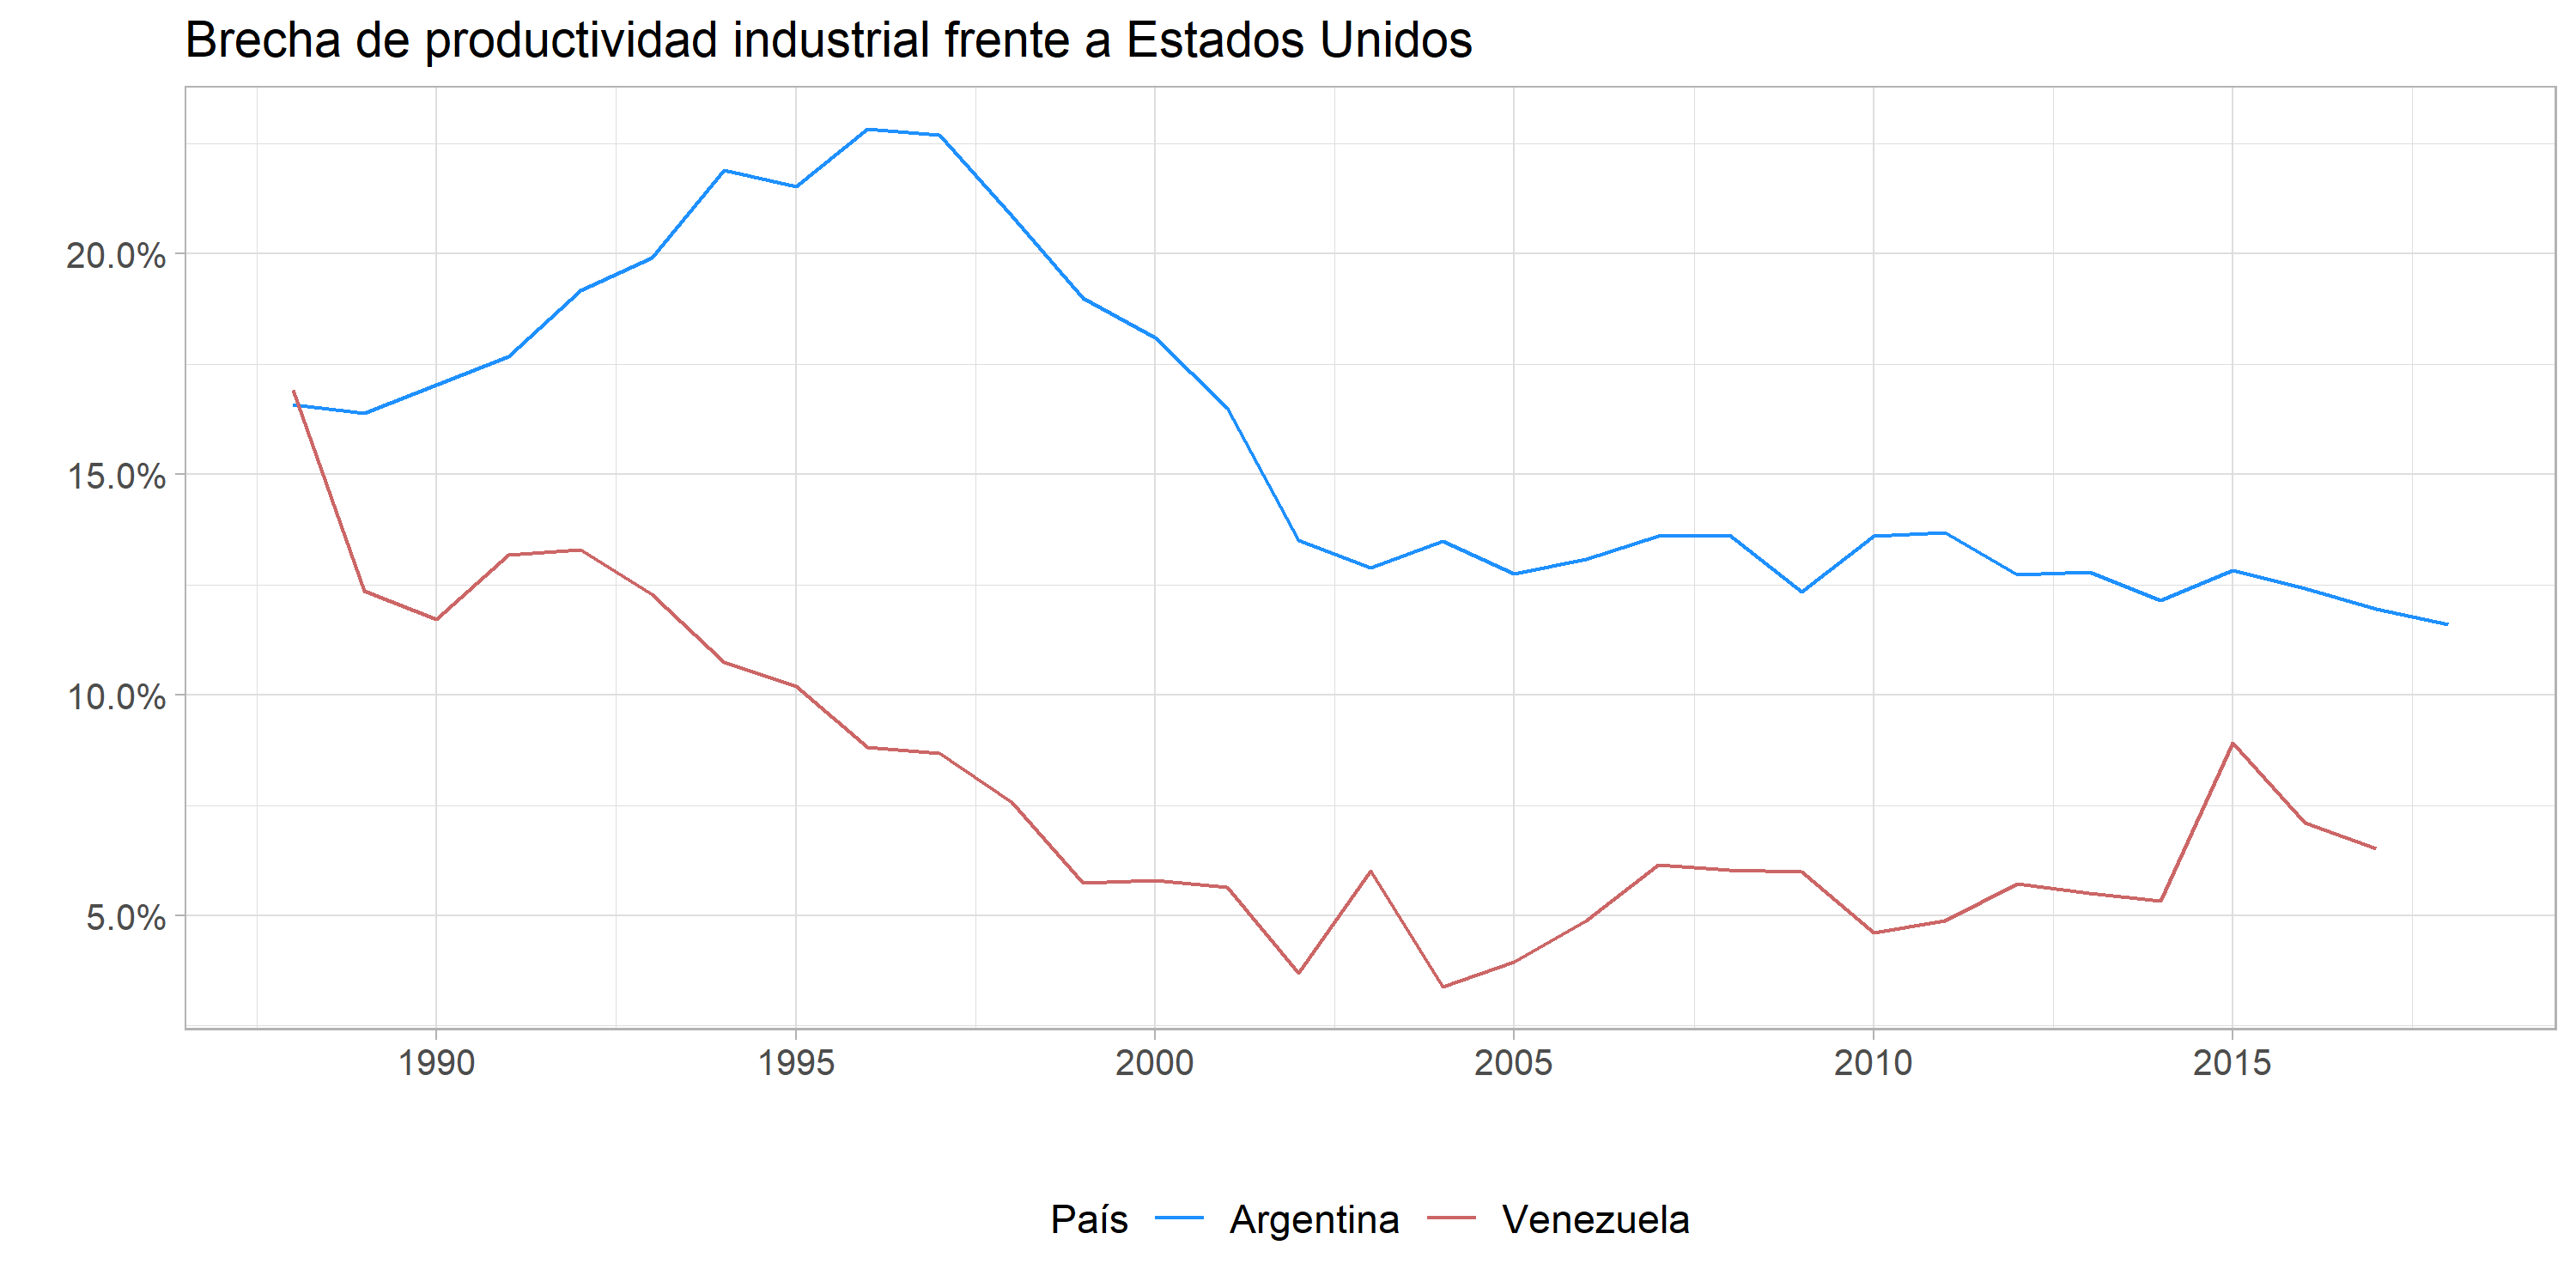 Brecha de productividad industrial frente a Estados Unidos
20.0%
15.0%
10.0%
5.0%
1990 1995 2000 2005 2010 2015
País Argentina Venezuela